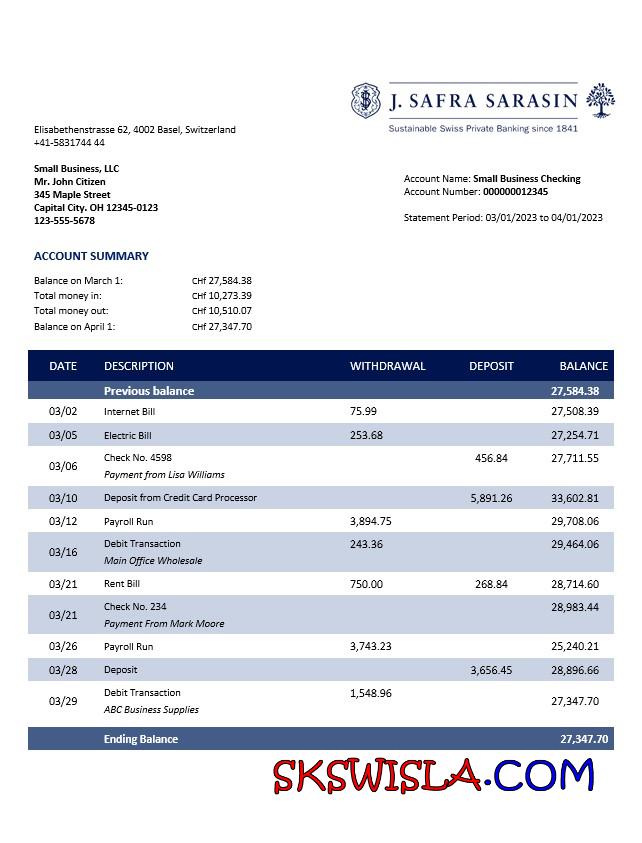 J. SAFRA SARASIN
Sustainable Swiss Private Banking since 1841
Elisabethenstrasse 62, 4002 Basel, Switzerland
+41-5831744 44
Small Business, LLC
Mr. John Citizen
345 Maple Street
Capital City. OH 12345-0123
123-555-5678
Account Name: Small Business Checking
Account Number: 000000012345
Statement Period: 03/01/2023 to 04/01/2023
ACCOUNT SUMMARY
Balance on March 1: CHf 27,584.38
Total money in: CHf 10,273.39
Total money out: CHf 10,510.07
Balance on April 1: CHf 27,347.70
DATE DESCRIPTION WITHDRAWAL DEPOSIT BALANCE
Previous balance 27,584.38
03/02 Internet Bill 75.99 27,508.39
03/05 Electric Bill 253.68 27,254.71
03/06 Check No. 4598 456.84 27,711.55
Payment from Lisa Williams
03/10 Deposit from Credit Card Processor 5,891.26 33,602.81
03/12 Payroll Run 3,894.75 29,708.06
03/16 Debit Transaction 243.36 29,464.06
Main Office Wholesale
03/21 Rent Bill 750.00 268.84 28,714.60
03/21 Check No. 234 28,983.44
Payment From Mark Moore
03/26 Payroll Run 3,743.23 25,240.21
03/28 Deposit 3,656.45 28,896.66
03/29 Debit Transaction 1,548.96 27,347.70
ABC Business Supplies
Ending Balance 27,347.70
SKSWISLA.COM